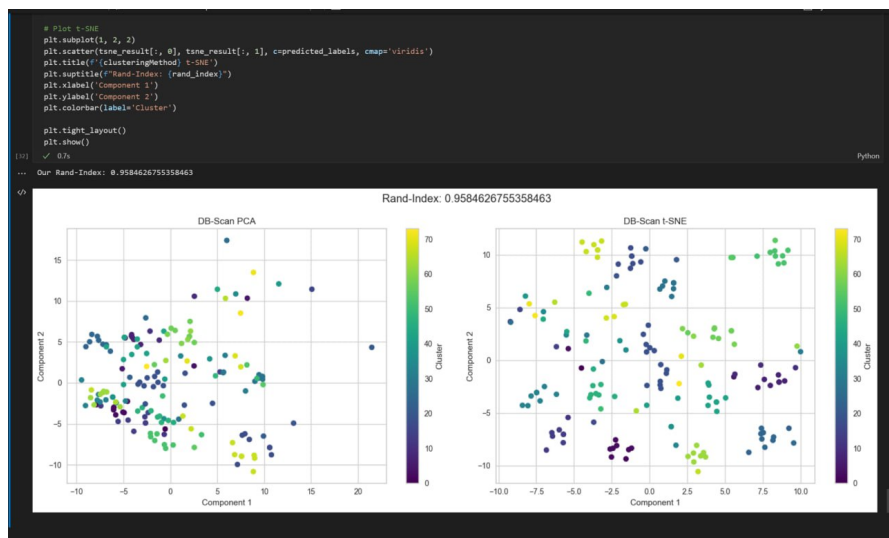 # Plot t-SNE
plt.subplot(1, 2, 2)
plt.scatter(tsne_result[:, 0], tsne_result[:, 1], c=predicted_labels, cmap='viridis')
plt.title(f'{clusteringMethod} t-SNE')
plt.suptitle(f"Rand-Index: {rand_index}")
plt.xlabel('Component 1')
plt.ylabel('Component 2')
plt.colorbar(label='Cluster')
plt.tight_layout()
plt.show()
[32] ✓ 0.7s Python
... Our Rand-Index: 0.9584626755358463
</>
Rand-Index: 0.9584626755358463
DB-Scan PCA
DB-Scan t-SNE
Component 2
15
10
5
0
−5
−10
−10 −5 0 5 10 15 20
Component 1
70
60
50
40
30
20
10
0
Cluster
Component 2
10
5
0
−5
−10
−10.0 −7.5 −5.0 −2.5 0.0 2.5 5.0 7.5 10.0
Component 1
70
60
50
40
30
20
10
0
Cluster